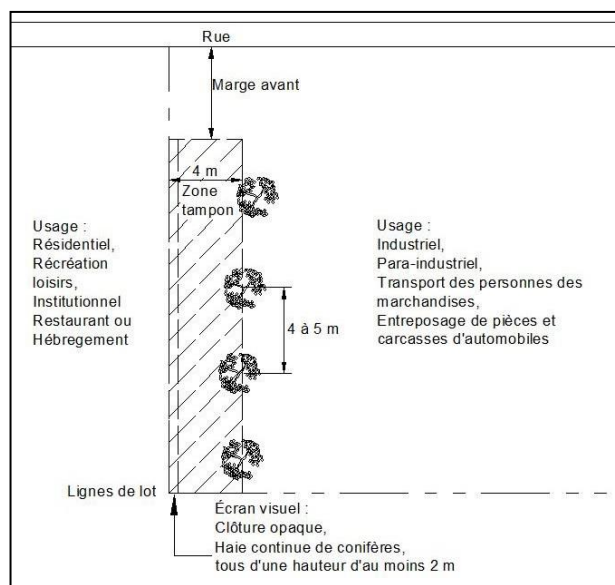 Rue
Marge avant
4 m
Zone
tampon
Usage :
Résidentiel,
Récréation
loisirs,
Institutionnel
Restaurant ou
Hébregement
Usage :
Industriel,
Para-industriel,
Transport des personnes des
marchandises,
Entreposage de pièces et
carcasses d'automobiles
4 à 5 m
Lignes de lot
Écran visuel :
Clôture opaque,
Haie continue de conifères,
tous d'une hauteur d'au moins 2 m